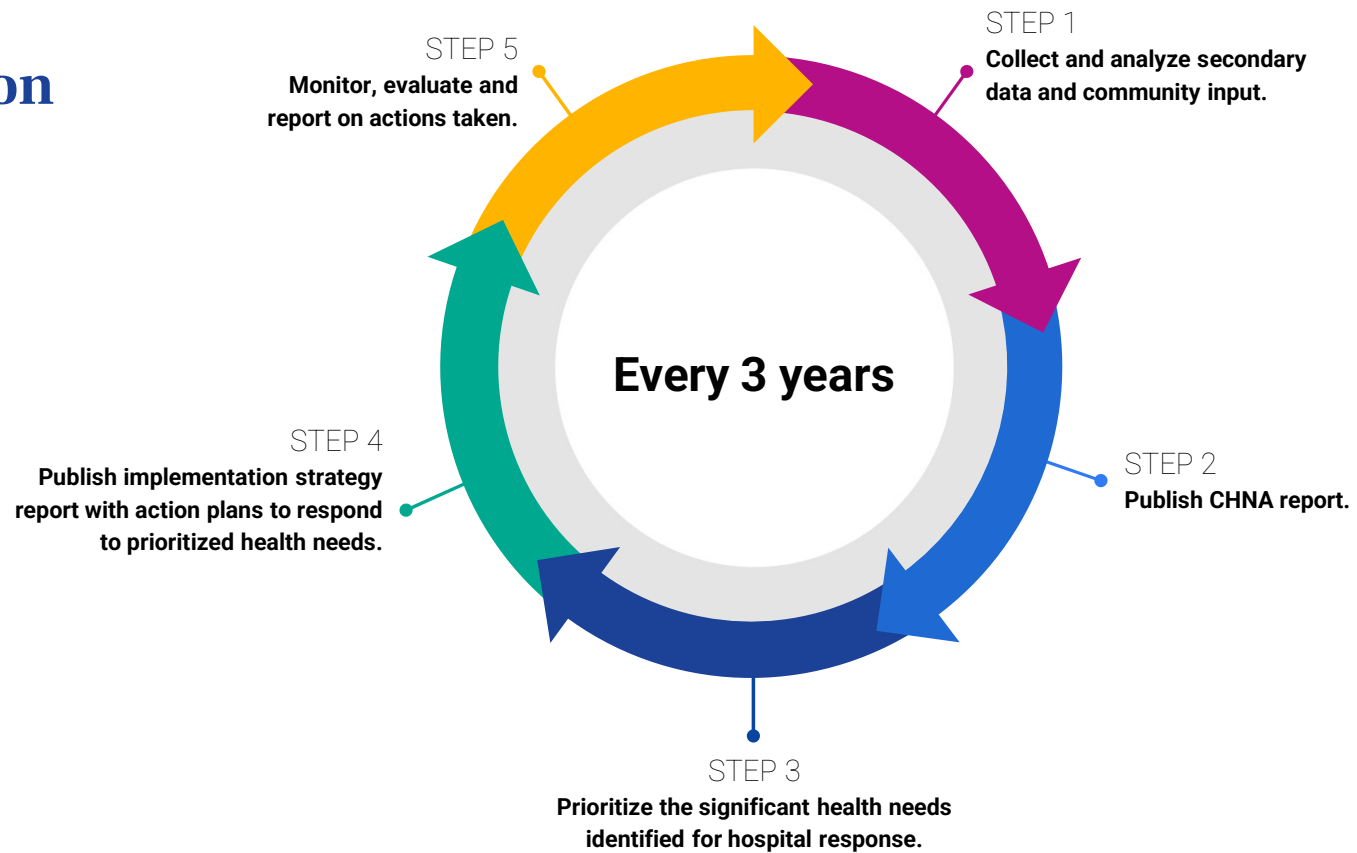 on
STEP 1
Collect and analyze secondary
data and community input.
STEP 2
Publish CHNA report.
STEP 3
Prioritize the significant health needs
identified for hospital response.
STEP 4
Publish implementation strategy
report with action plans to respond
to prioritized health needs.
STEP 5
Monitor, evaluate and
report on actions taken.
Every 3 years